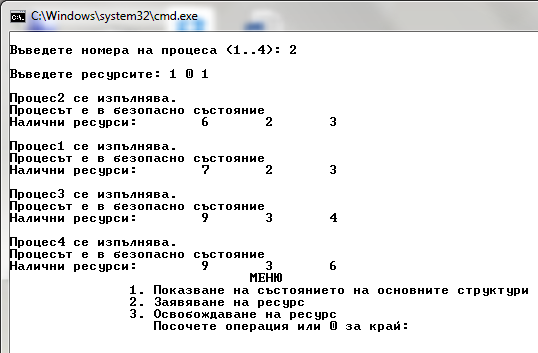 C:\Windows\system32\cmd.exe
Въведете номера на процеса (1..4): 2
Въведете ресурсите: 1 0 1
Процес2 се изпълнява.
Процесът е в безопасно състояние
Налични ресурси: 6 2 3
Процес1 се изпълнява.
Процесът е в безопасно състояние
Налични ресурси: 7 2 3
Процес3 се изпълнява.
Процесът е в безопасно състояние
Налични ресурси: 9 3 4
Процес4 се изпълнява.
Процесът е в безопасно състояние
Налични ресурси: 9 3 6
МЕНЮ
1. Показване на състоянието на основните структури
2. Заявяване на ресурс
3. Освобождаване на ресурс
Посочете операция или 0 за край: